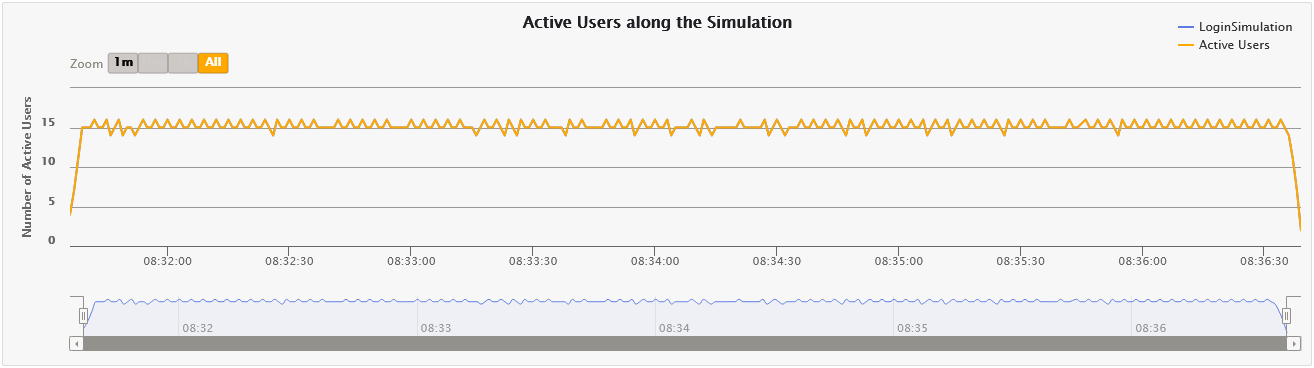 Active Users along the Simulation
LoginSimulation
Active Users
Zoom 1m All
Number of Active Users
15
10
5
0
08:32:00 08:32:30 08:33:00 08:33:30 08:34:00 08:34:30 08:35:00 08:35:30 08:36:00 08:36:30
08:32 08:33 08:34 08:35 08:36